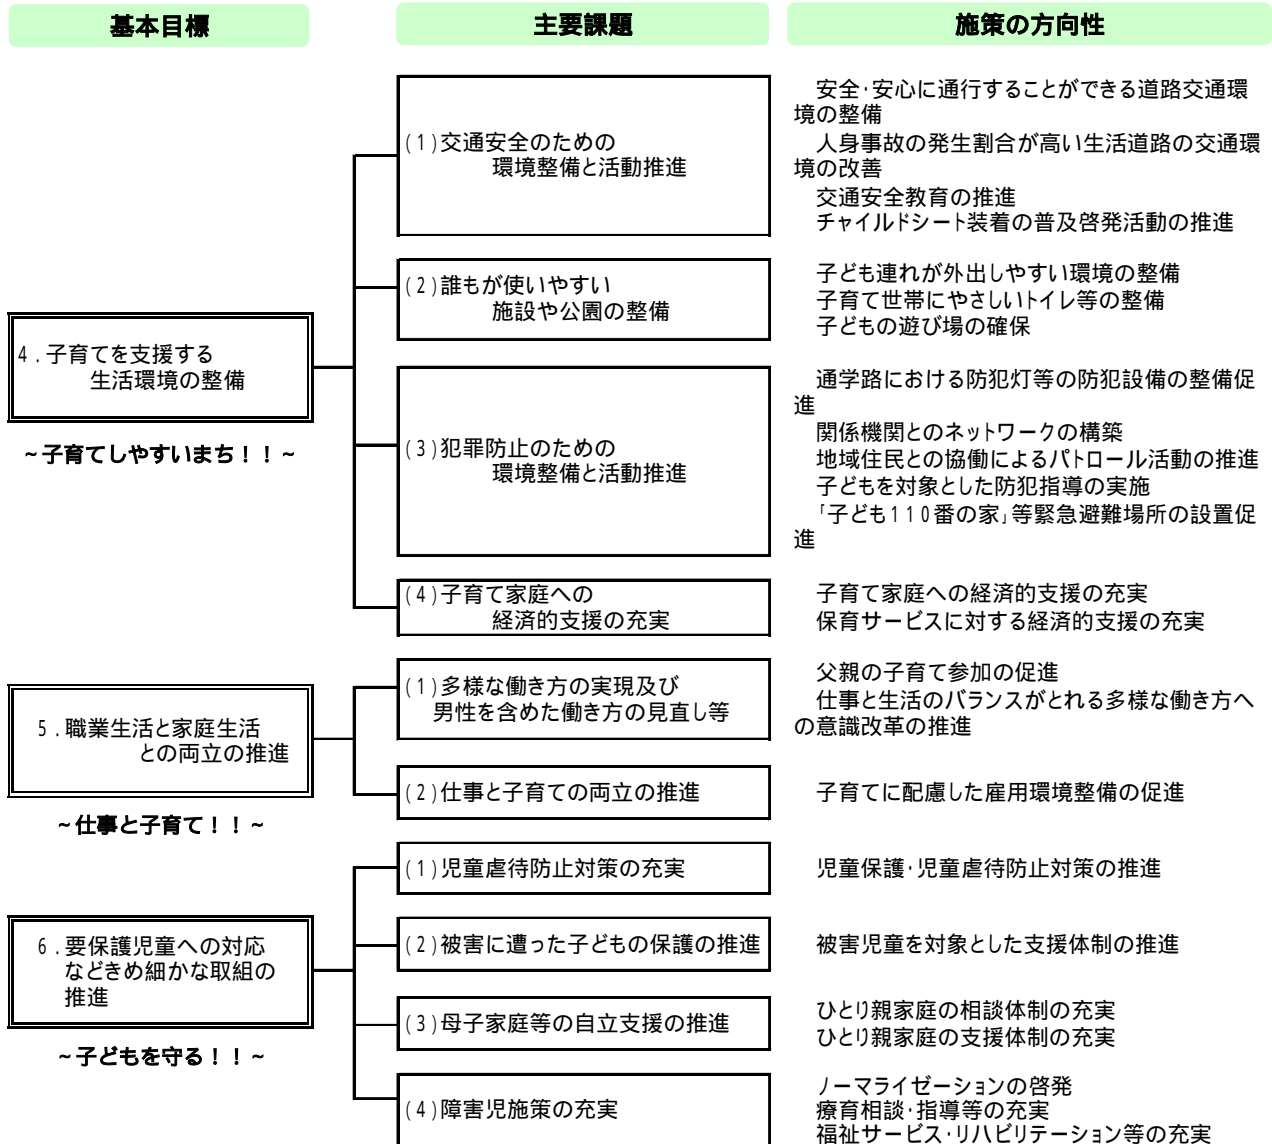 基本目標
主要課題
施策の方向性
4．子育てを支援する
生活環境の整備
~子育てしやすいまち！！~
(1)交通安全のための
環境整備と活動推進
安全・安心に通行することができる道路交通環
境の整備
人身事故の発生割合が高い生活道路の交通環
境の改善
交通安全教育の推進
チャイルドシート装着の普及啓発活動の推進
(2)誰もが使いやすい
施設や公園の整備
子ども連れが外出しやすい環境の整備
子育て世帯にやさしいトイレ等の整備
子どもの遊び場の確保
(3)犯罪防止のための
環境整備と活動推進
通学路における防犯灯等の防犯設備の整備促
進
関係機関とのネットワークの構築
地域住民との協働によるパトロール活動の推進
子どもを対象とした防犯指導の実施
「子ども110番の家」等緊急避難場所の設置促
進
(4)子育て家庭への
経済的支援の充実
子育て家庭への経済的支援の充実
保育サービスに対する経済的支援の充実
5．職業生活と家庭生活
との両立の推進
~仕事と子育て！！~
(1)多様な働き方の実現及び
男性を含めた働き方の見直し等
父親の子育て参加の促進
仕事と生活のバランスがとれる多様な働き方へ
の意識改革の推進
(2)仕事と子育ての両立の推進
子育てに配慮した雇用環境整備の促進
6．要保護児童への対応
などきめ細かな取組の
推進
~子どもを守る！！~
(1)児童虐待防止対策の充実
児童保護・児童虐待防止対策の推進
(2)被害に遭った子どもの保護の推進
被害児童を対象とした支援体制の推進
(3)母子家庭等の自立支援の推進
ひとり親家庭の相談体制の充実
ひとり親家庭の支援体制の充実
(4)障害児施策の充実
ノーマライゼーションの啓発
療育相談・指導等の充実
福祉サービス・リハビリテーション等の充実